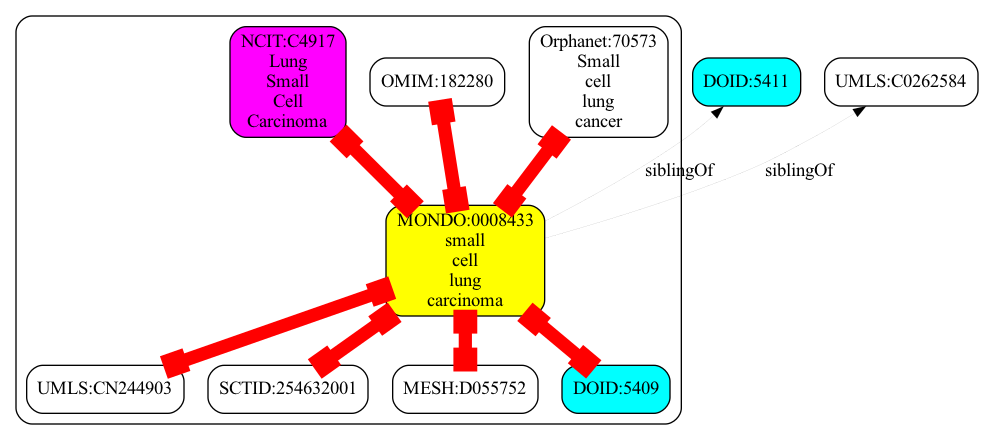 NCIT:C4917
Lung
Small
Cell
Carcinoma
OMIM:182280
Orphanet:70573
Small
cell
lung
cancer
DOID:5411
UMLS:C0262584
siblingOf
siblingOf
MONDO:0008433
small
cell
lung
carcinoma
UMLS:CN244903
SCTID:254632001
MESH:D055752
DOID:5409